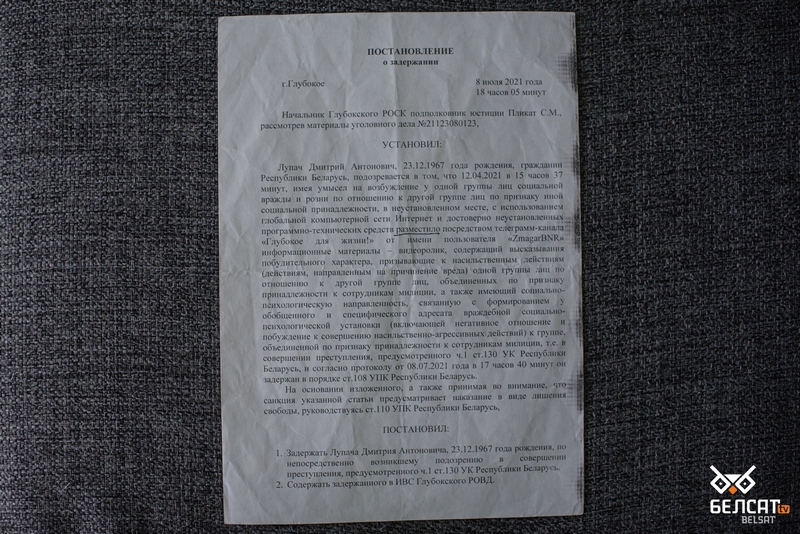 ПОСТАНОВЛЕНИЕ
о задержании
г.Глубокое
8 июля 2021 года
18 часов 05 минут
Начальник Глубокского РОСК подполковник юстиции Пликат С.М.,
рассмотрев материалы уголовного дела №21123080123,
УСТАНОВИЛ:
Лупач Дмитрий Антонович, 23.12.1967 года рождения, гражданин
Республики Беларусь, подозревается в том, что 12.04.2021 в 15 часов 37
минут, имея умысел на возбуждение у одной группы лиц социальной
вражды и розни по отношению к другой группе лиц по признаку иной
социальной принадлежности, в неустановленном месте, с использованием
глобальной компьютерной сети Интернет и достоверно неустановленных
программно-технических средств разместило посредством телеграмм-канала
«Глубокое для жизни!» от имени пользователя «ZmagarBNR»
информационные материалы – видеоролик, содержащий высказывания
побудительного характера, призывающие к насильственным действиям
(действиям, направленным на причинение вреда) одной группы лиц по
отношению к другой группе лиц, объединенных по признаку
принадлежности к сотрудникам милиции, а также имеющий социально-
психологическую направленность, связанную с формированием у
обобщенного и специфического адресата враждебной социально-
психологической установки (включающей негативное отношение и
побуждение к совершению насильственно-агрессивных действий) к группе,
объединенной по признаку принадлежности к сотрудникам милиции, т.е. в
совершении преступления, предусмотренного ч.1 ст.130 УК Республики
Беларусь, и согласно протоколу от 08.07.2021 года в 17 часов 40 минут он
задержан в порядке ст.108 УПК Республики Беларусь.
На основании изложенного, а также принимая во внимание, что
санкция указанной статьи предусматривает наказание в виде лишения
свободы, руководствуясь ст.110 УПК Республики Беларусь,
ПОСТАНОВИЛ:
1. Задержать Лупача Дмитрия Антоновича, 23.12.1967 года рождения, по
непосредственно возникшему подозрению в совершении
преступления, предусмотренного ч.1 ст.130 УК Республики Беларусь.
2. Содержать задержанного в ИВС Глубокского РОВД.
БЕЛСАТ tv
BELSAT